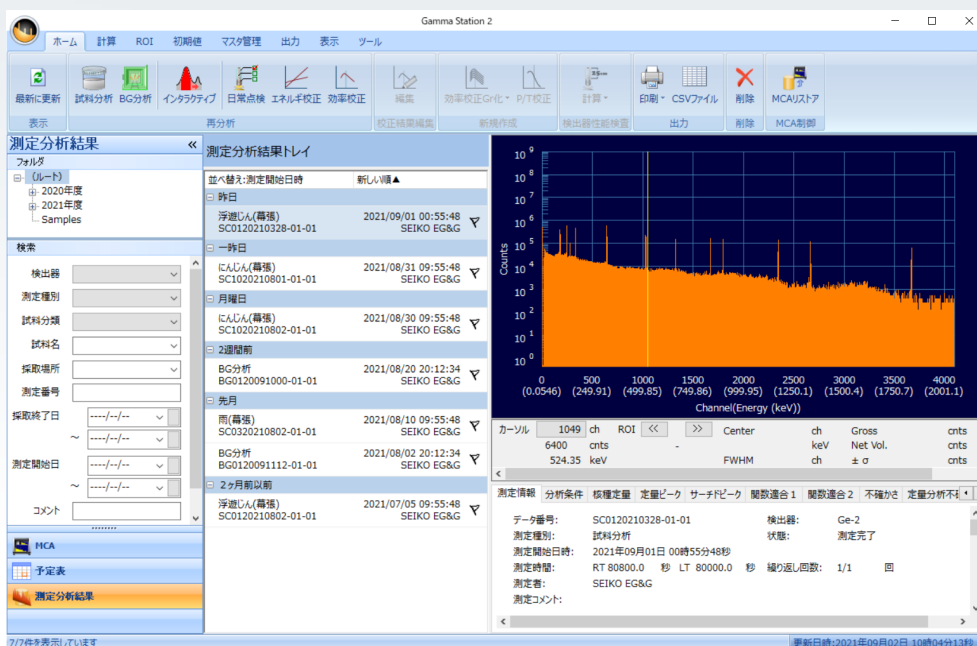 Gamma Station 2
ホーム 計算 ROI 初期値 マスタ管理 出力 表示 ツール
最新に更新 試料分析 BG分析 インタラクティブ 日常点検 エネルギ校正 効率校正 編集 効率校正Gr化 P/T校正 計算 印刷 CSVファイル 削除 MCAリストア
表示 再分析 校正結果編集 新規作成 検出器性能検査 出力 削除 MCA制御
測定分析結果 «
フォルダ
(ルート)
2020年度
2021年度
Samples
検索
検出器
測定種別
試料分類
試料名
採取場所
測定番号
採取終了日 ----/--/--
～ ----/--/--
測定開始日 ----/--/--
～ ----/--/--
コメント
MCA
予定表
測定分析結果
測定分析結果トレイ
並べ替え:測定開始日時 新しい順▲
昨日
浮遊じん(幕張) 2021/09/01 00:55:48
SC0120210328-01-01 SEIKO EG&G
一昨日
にんじん(幕張) 2021/08/31 09:55:48
SC1020210801-01-01 SEIKO EG&G
月曜日
にんじん(幕張) 2021/08/30 09:55:48
SC1020210802-01-01 SEIKO EG&G
2週間前
BG分析 2021/08/20 20:12:34
BG0120091000-01-01 SEIKO EG&G
先月
雨(幕張) 2021/08/10 09:55:48
SC0320210802-01-01 SEIKO EG&G
BG分析 2021/08/02 20:12:34
BG0120091112-01-01 SEIKO EG&G
2ヶ月前以前
浮遊じん(幕張) 2021/07/05 09:55:48
SC0120210802-01-01 SEIKO EG&G
10 9
10 8
10 7
10 6
10 5
10 4
10 3
10 2
10 1
10 0
Counts
0 500 1000 1500 2000 2500 3000 3500 4000
(0.0546) (249.91) (499.85) (749.86) (999.95) (1250.1) (1500.4) (1750.7) (2001.1)
Channel(Energy (keV))
カーソル 1049 ch ROI << >> Center ch Gross cnts
6400 cnts - keV Net Vol. cnts
524.35 keV FWHM ch ± σ cnts
測定情報 分析条件 核種定量 定量ピーク サーチドピーク 関数適合1 関数適合2 不確かさ 定量分析不確
データ番号: SC0120210328-01-01 検出器: Ge-2
測定種別: 試料分析 状態: 測定完了
測定開始日時: 2021年09月01日 00時55分48秒
測定時間: RT 80800.0 秒 LT 80000.0 秒 繰り返し回数: 1/1 回
測定者: SEIKO EG&G
測定コメント:
7/7件を表示しています 更新日時:2021年09月02日 10時04分13秒